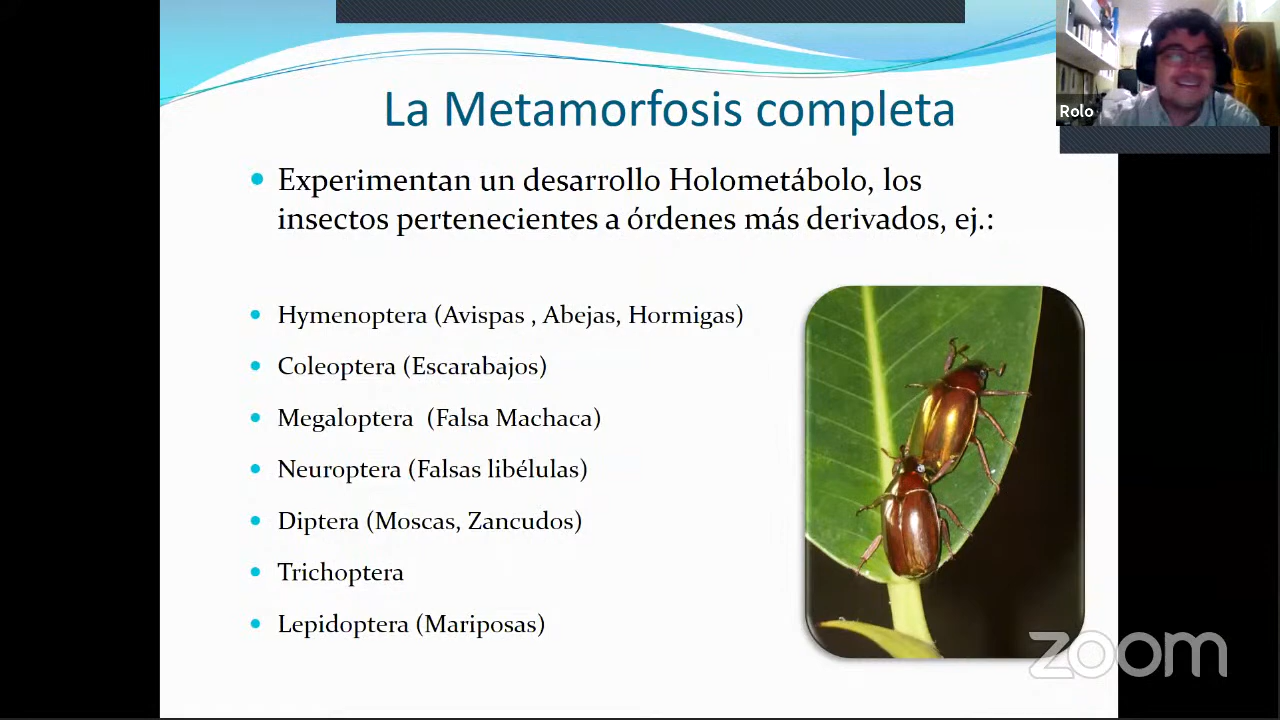 La Metamorfosis completa
Rolo
Experimentan un desarrollo Holometábolo, los
insectos pertenecientes a órdenes más derivados, ej.:
Hymenoptera (Avispas , Abejas, Hormigas)
Coleoptera (Escarabajos)
Megaloptera (Falsa Machaca)
Neuroptera (Falsas libélulas)
Diptera (Moscas, Zancudos)
Trichoptera
Lepidoptera (Mariposas)
zoom